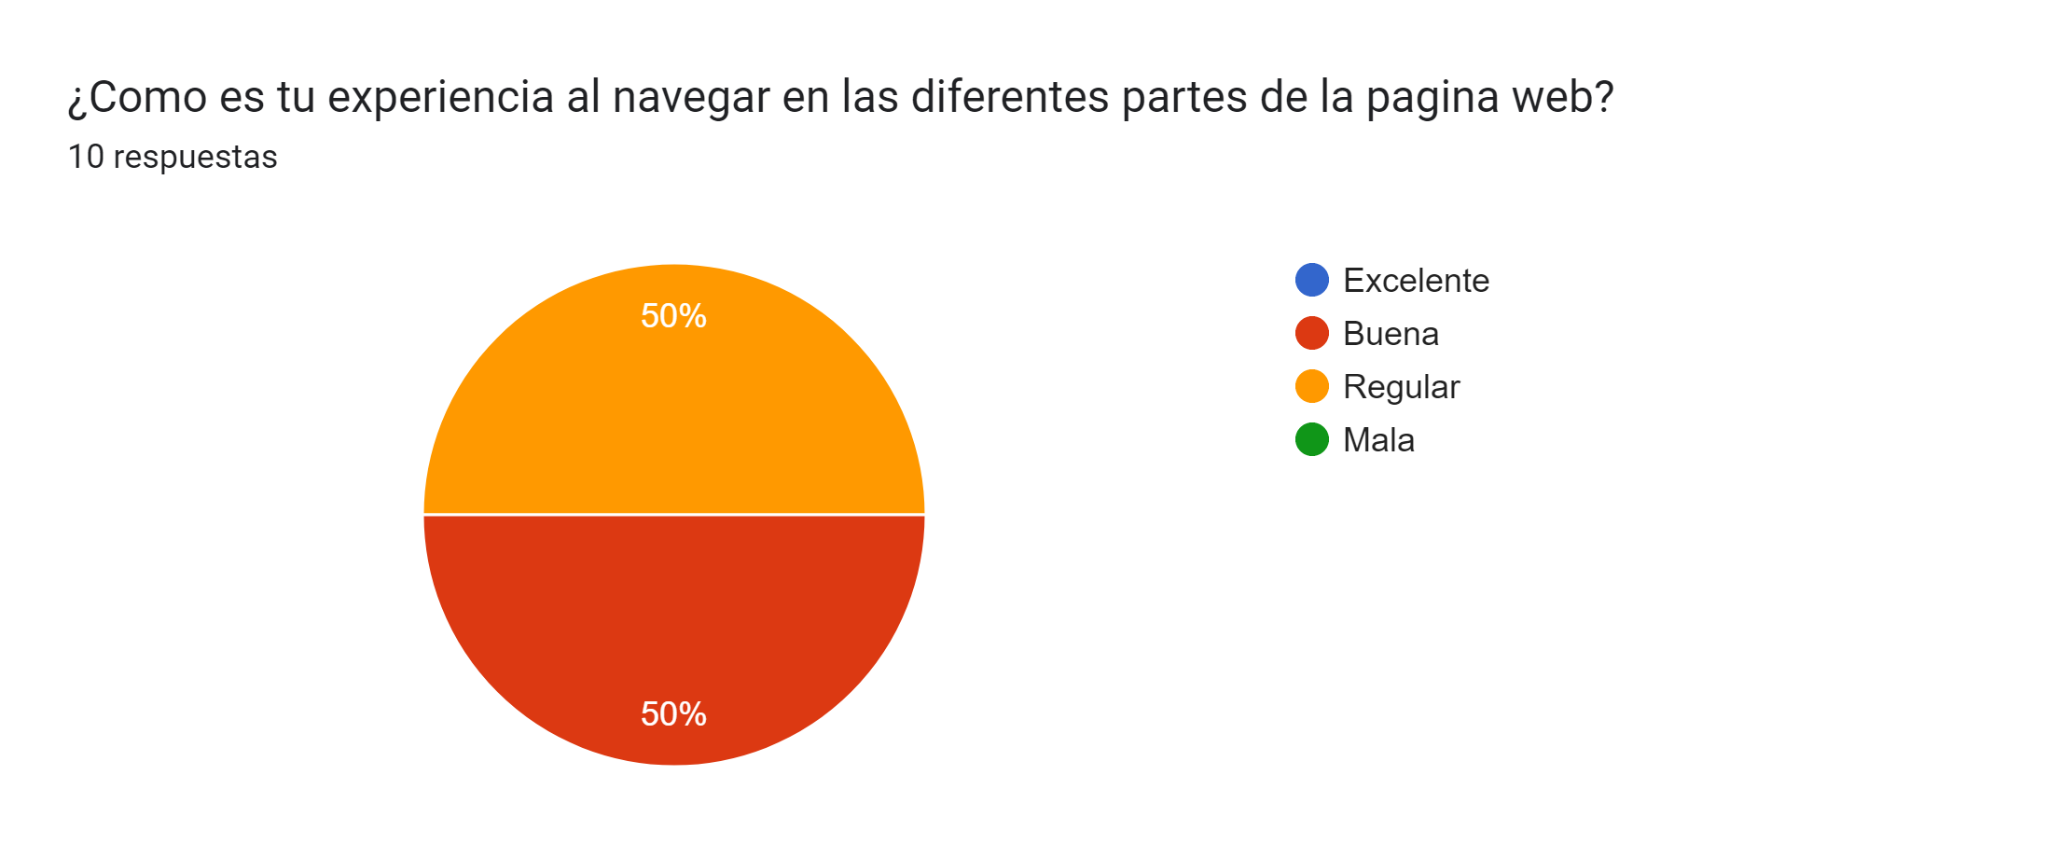 ¿Como es tu experiencia al navegar en las diferentes partes de la pagina web?
10 respuestas
50%
50%
Excelente
Buena
Regular
Mala